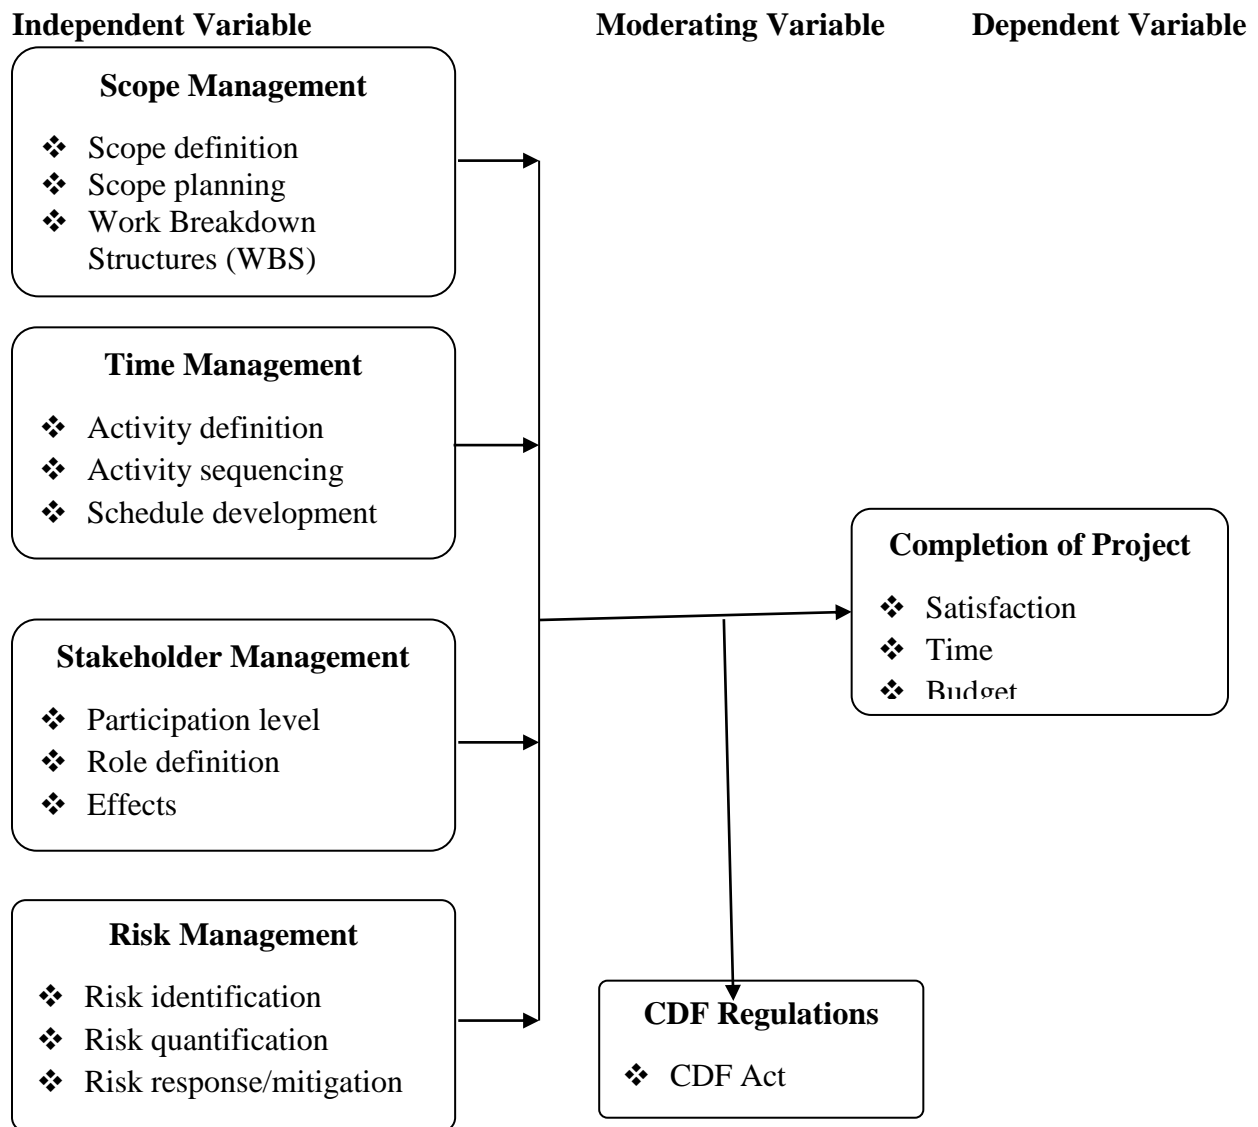 Independent Variable Moderating Variable Dependent Variable
Scope Management
❖ Scope definition
❖ Scope planning
❖ Work Breakdown
Structures (WBS)
Time Management
❖ Activity definition
❖ Activity sequencing
❖ Schedule development
Stakeholder Management
❖ Participation level
❖ Role definition
❖ Effects
Risk Management
❖ Risk identification
❖ Risk quantification
❖ Risk response/mitigation
CDF Regulations
❖ CDF Act
Completion of Project
❖ Satisfaction
❖ Time
❖ Budget